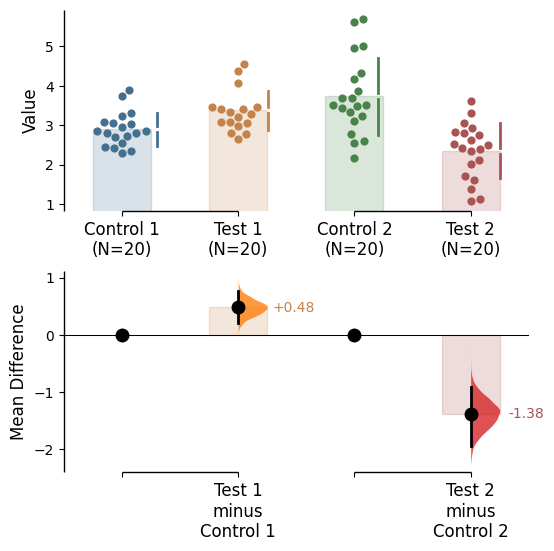 5
4
3
2
1
Value
Control 1
(N=20)
Test 1
(N=20)
Control 2
(N=20)
Test 2
(N=20)
1
0
−1
−2
Mean Difference
+0.48
-1.38
Test 1
minus
Control 1
Test 2
minus
Control 2